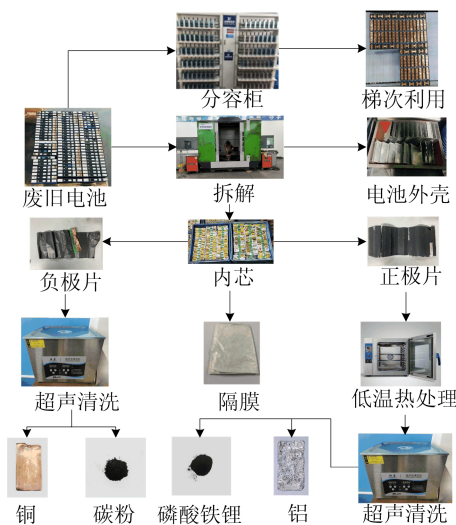 分容柜
梯次利用
废旧电池
拆解
电池外壳
负极片
内芯
正极片
超声清洗
隔膜
低温热处理
铜
碳粉
磷酸铁锂
铝
超声清洗